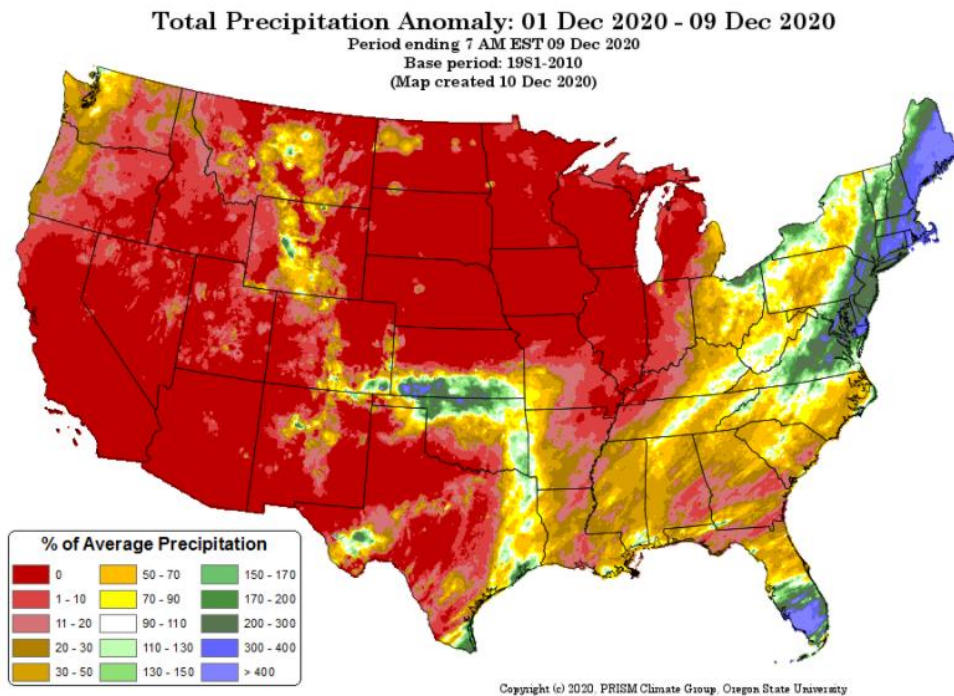 Total Precipitation Anomaly: 01 Dec 2020 - 09 Dec 2020
Period ending 7 AM EST 09 Dec 2020
Base period: 1981-2010
(Map created 10 Dec 2020)
% of Average Precipitation
0 50 - 70 150 - 170
1 - 10 70 - 90 170 - 200
11 - 20 90 - 110 200 - 300
20 - 30 110 - 130 300 - 400
30 - 50 130 - 150 > 400
Copyright (c) 2020, PRISM Climate Group, Oregon State University